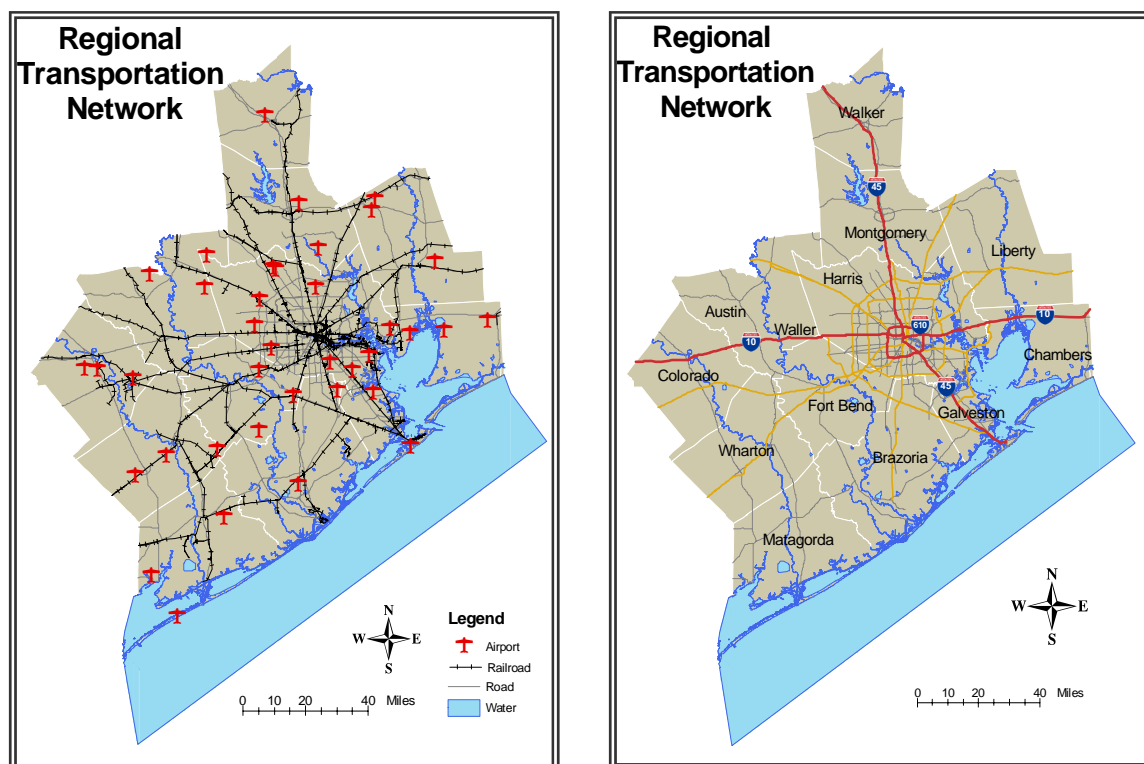 Regional
Transportation
Network
N
W E
S
Legend
Airport
Railroad
Road
Water
0 10 20 40 Miles
Regional
Transportation
Network
Walker
45
Montgomery
Liberty
Harris
Austin
10
610
Waller
10
Chambers
Colorado
45
Fort Bend
Galveston
Wharton
Brazoria
Matagorda
N
W E
S
0 10 20 40 Miles